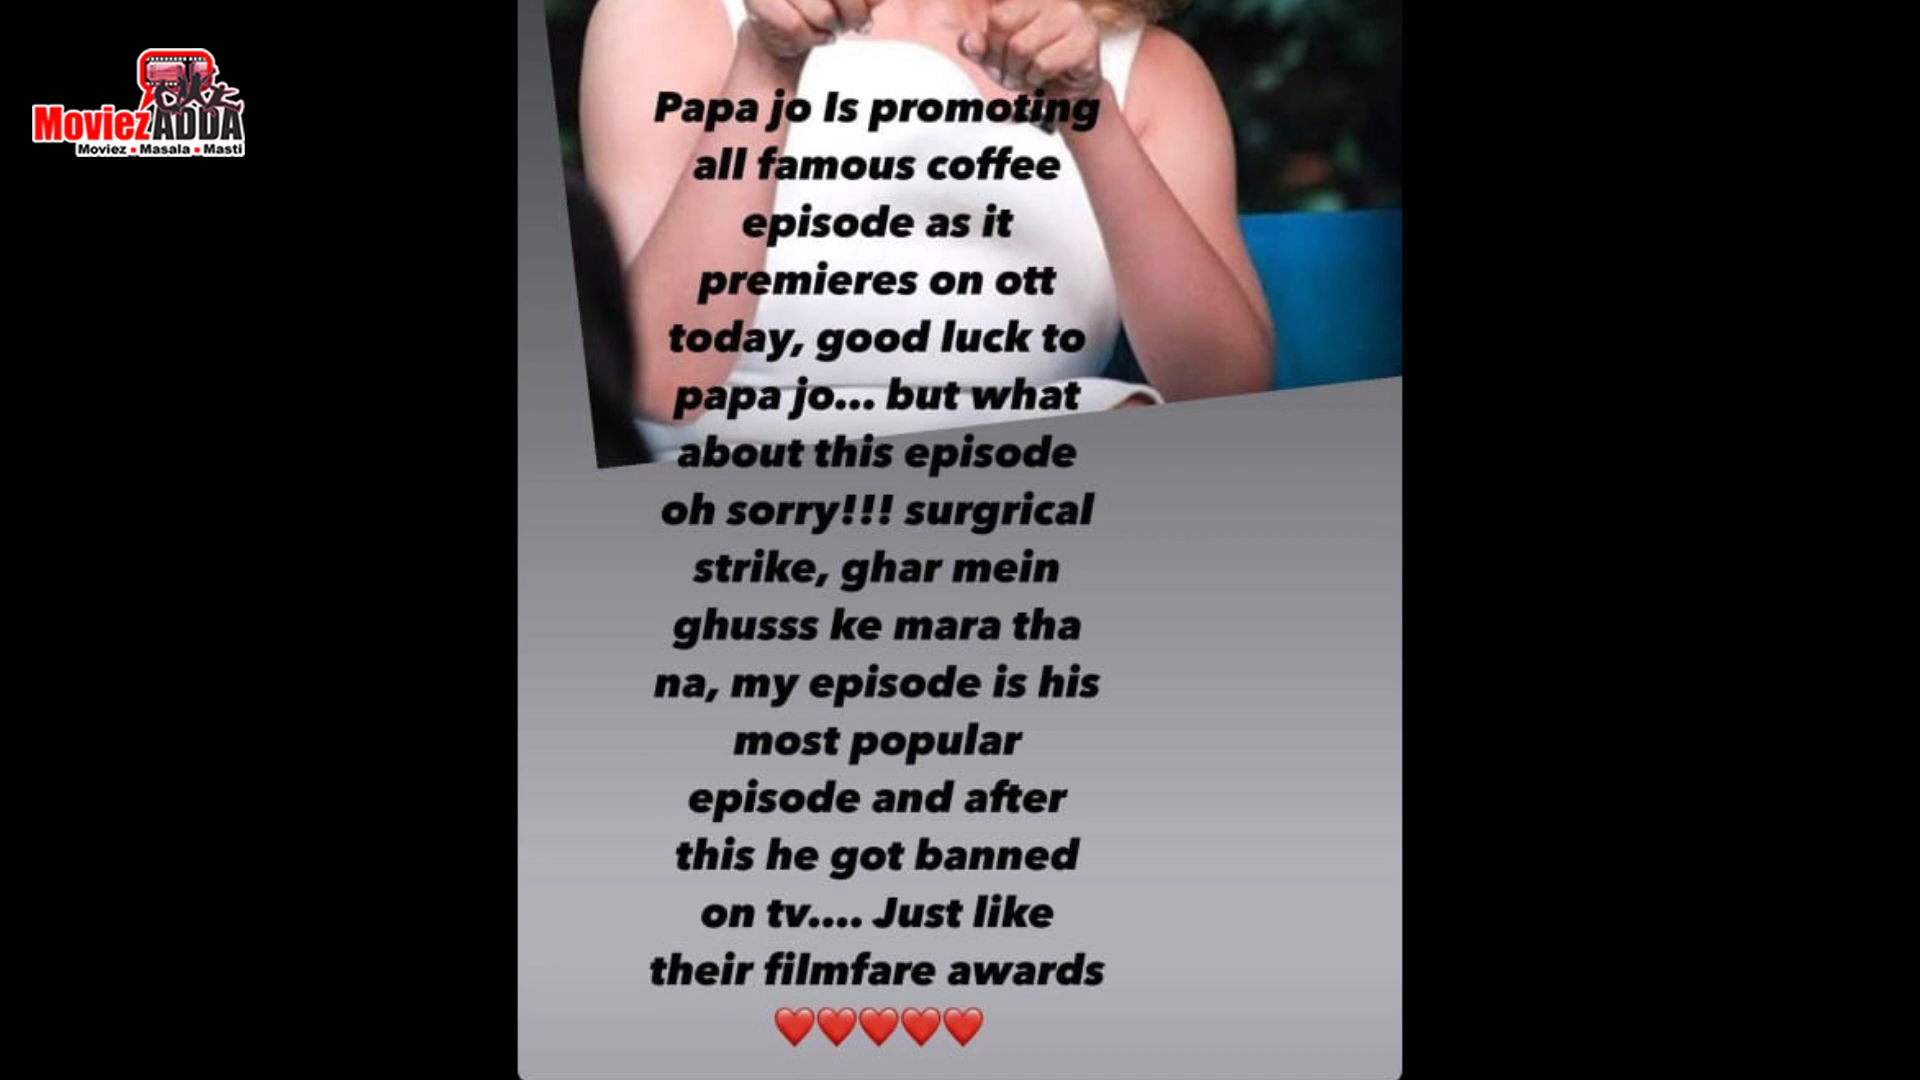 MoviezADDA
Moviez • Masala • Masti
Papa jo Is promoting
all famous coffee
episode as it
premieres on ott
today, good luck to
papa jo... but what
about this episode
oh sorry!!! surgrical
strike, ghar mein
ghusss ke mara tha
na, my episode is his
most popular
episode and after
this he got banned
on tv.... Just like
their filmfare awards
❤️❤️❤️❤️❤️